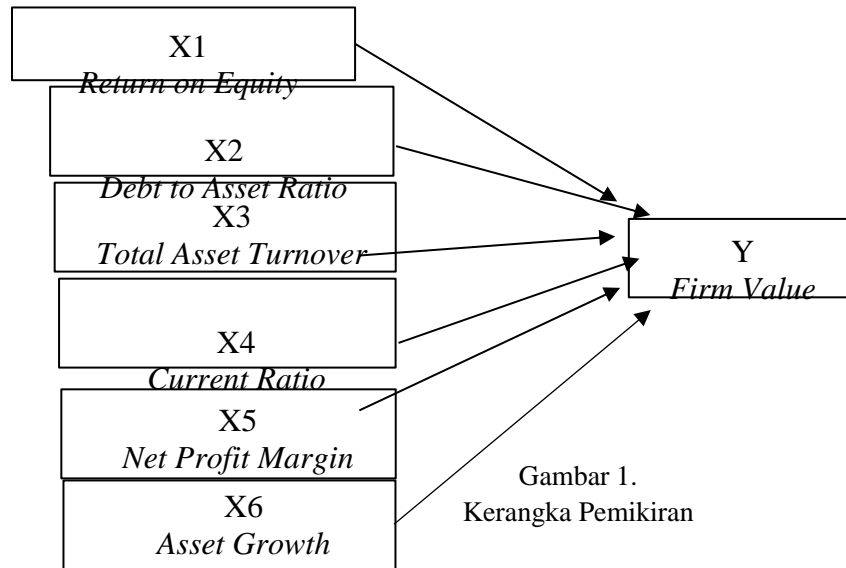 X1
Return on Equity
X2
Debt to Asset Ratio
X3
Total Asset Turnover
Y
Firm Value
X4
Current Ratio
X5
Net Profit Margin
X6
Asset Growth
Gambar 1.
Kerangka Pemikiran